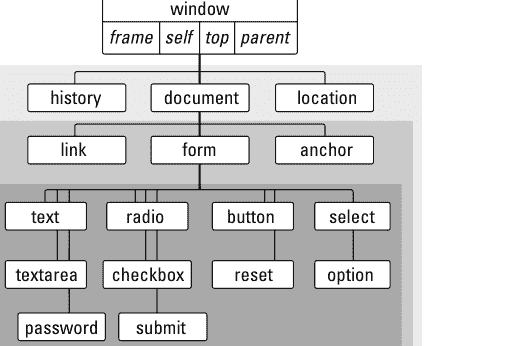 window
frame self top parent
history document location
link form anchor
text radio button select
textarea checkbox reset option
password submit